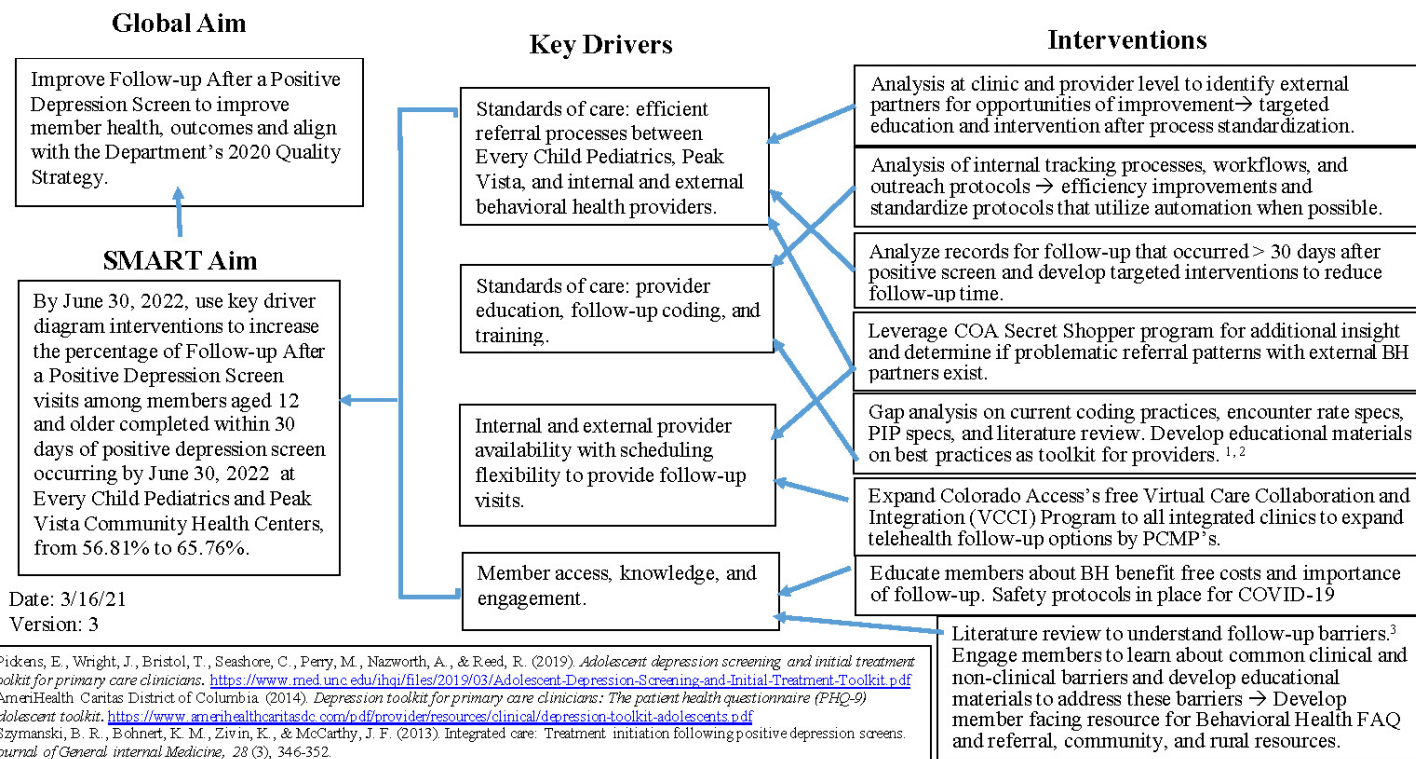 Global Aim
Improve Follow-up After a Positive
Depression Screen to improve
member health, outcomes and align
with the Department's 2020 Quality
Strategy.
SMART Aim
By June 30, 2022, use key driver
diagram interventions to increase
the percentage of Follow-up After
a Positive Depression Screen
visits among members aged 12
and older completed within 30
days of positive depression screen
occurring by June 30, 2022 at
Every Child Pediatrics and Peak
Vista Community Health Centers,
from 56.81% to 65.76%.
Date: 3/16/21
Version: 3
Key Drivers
Standards of care: efficient
referral processes between
Every Child Pediatrics, Peak
Vista, and internal and external
behavioral health providers.
Standards of care: provider
education, follow-up coding, and
training.
Internal and external provider
availability with scheduling
flexibility to provide follow-up
visits.
Member access, knowledge, and
engagement.
Interventions
Analysis at clinic and provider level to identify external
partners for opportunities of improvement→ targeted
education and intervention after process standardization.
Analysis of internal tracking processes, workflows, and
outreach protocols → efficiency improvements and
standardize protocols that utilize automation when possible.
Analyze records for follow-up that occurred > 30 days after
positive screen and develop targeted interventions to reduce
follow-up time.
Leverage COA Secret Shopper program for additional insight
and determine if problematic referral patterns with external BH
partners exist.
Gap analysis on current coding practices, encounter rate specs,
PIP specs, and literature review. Develop educational materials
on best practices as toolkit for providers. 1, 2
Expand Colorado Access's free Virtual Care Collaboration and
Integration (VCCI) Program to all integrated clinics to expand
telehealth follow-up options by PCMP's.
Educate members about BH benefit free costs and importance
of follow-up. Safety protocols in place for COVID-19
Literature review to understand follow-up barriers.3
Engage members to learn about common clinical and
non-clinical barriers and develop educational
materials to address these barriers → Develop
member facing resource for Behavioral Health FAQ
and referral, community, and rural resources.
Pickens, E., Wright, J., Bristol, T., Seashore, C., Perry, M., Nazworth, A., & Reed, R. (2019). Adolescent depression screening and initial treatment
toolkit for primary care clinicians. https://www.med.unc.edu/ihqi/files/2019/03/Adolescent-Depression-Screening-and-Initial-Treatment-Toolkit.pdf
AmeriHealth Caritas District of Columbia. (2014). Depression toolkit for primary care clinicians: The patient health questionnaire (PHQ-9)
adolescent toolkit. https://www.amerihealthcaritasdc.com/pdf/provider/resources/clinical/depression-toolkit-adolescents.pdf
Szymanski, B. R., Bohnert, K. M., Zivin, K., & McCarthy, J. F. (2013). Integrated care: Treatment initiation following positive depression screens.
Journal of General internal Medicine, 28 (3), 346-352.